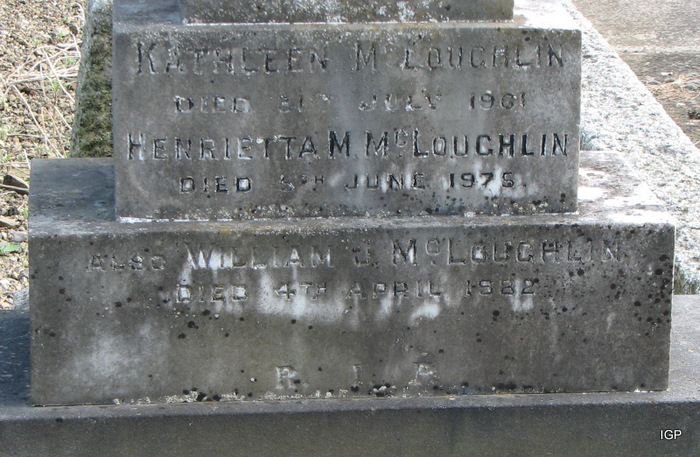 Kathleen McLoughlin
Died 31st July 1961
Henrietta M. McLoughlin
Died 5th June 1975.
Also William J. McLoughlin
Died 4th April 1982
R. I. P.
IGP